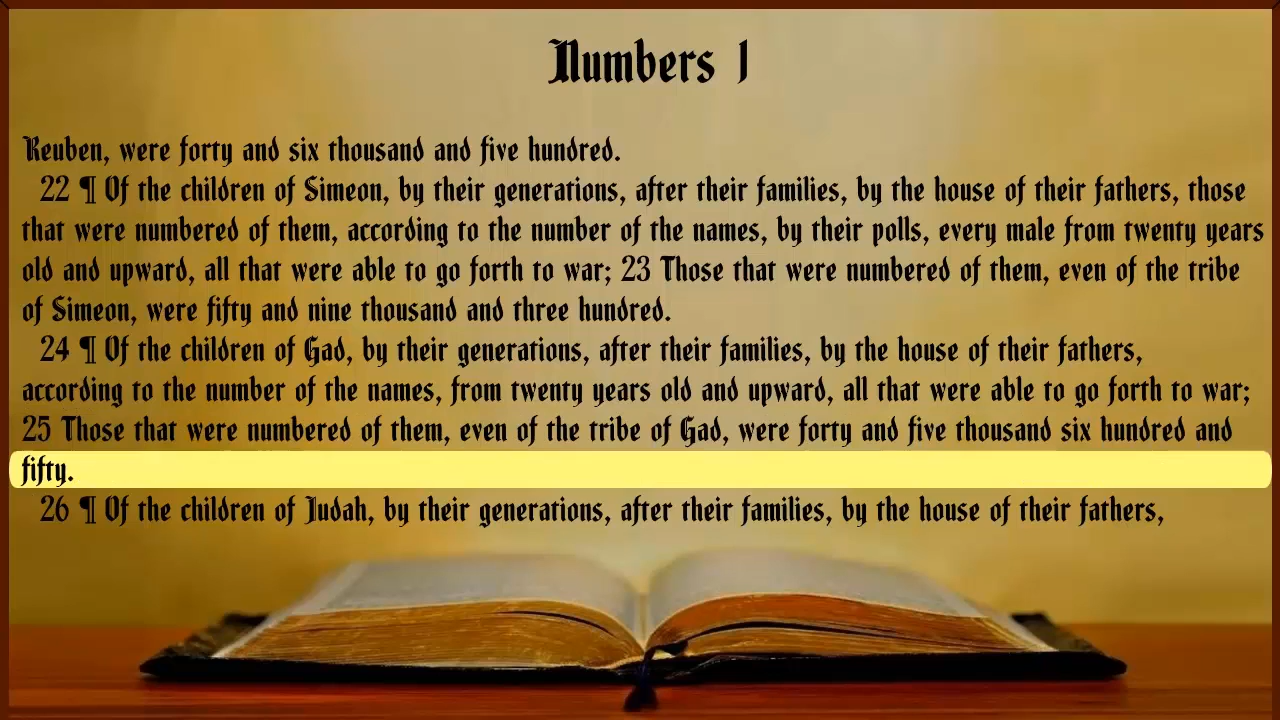 Numbers 1
Reuben, were forty and six thousand and five hundred.
22 ¶ Of the children of Simeon, by their generations, after their families, by the house of their fathers, those
that were numbered of them, according to the number of the names, by their polls, every male from twenty years
old and upward, all that were able to go forth to war; 23 Those that were numbered of them, even of the tribe
of Simeon, were fifty and nine thousand and three hundred.
24 ¶ Of the children of Gad, by their generations, after their families, by the house of their fathers,
according to the number of the names, from twenty years old and upward, all that were able to go forth to war;
25 Those that were numbered of them, even of the tribe of Gad, were forty and five thousand six hundred and
fifty.
26 ¶ Of the children of Judah, by their generations, after their families, by the house of their fathers,